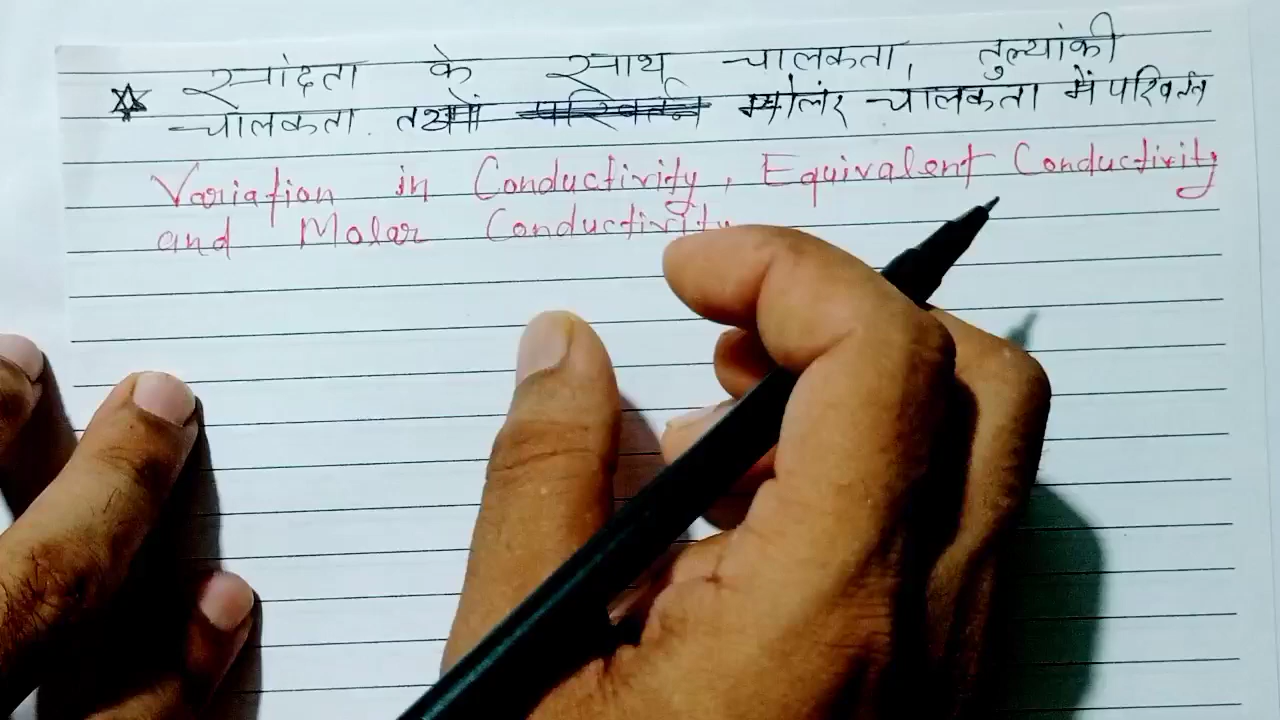 सांद्रता के साथ चालकता, तुल्यांकी
चालकता तथा मोलर चालकता में परिवर्तन
Variation in Conductivity, Equivalent Conductivity
and Molar Conductivity